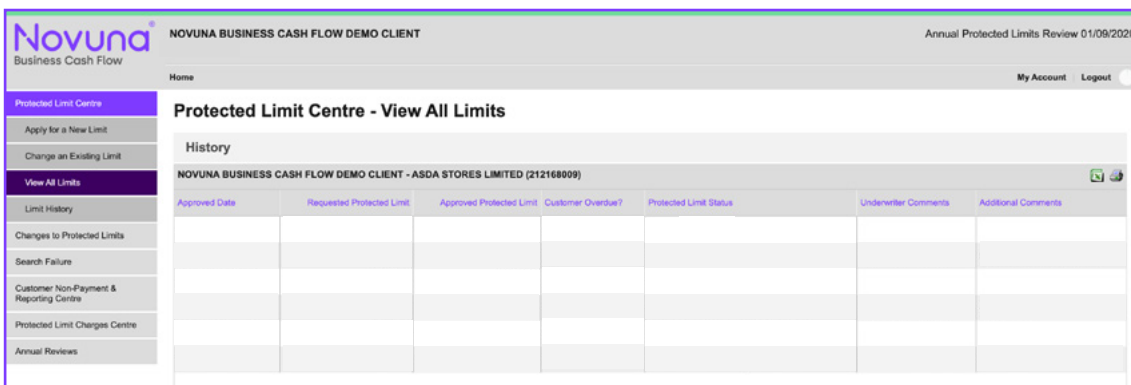 Novuna
Business Cash Flow
NOVUNA BUSINESS CASH FLOW DEMO CLIENT
Annual Protected Limits Review 01/09/202
Home
My Account Logout
Protected Limit Centre
Apply for a New Limit
Change an Existing Limit
View All Limits
Limit History
Changes to Protected Limits
Search Failure
Customer Non-Payment &
Reporting Centre
Protected Limit Charges Centre
Annual Reviews
Protected Limit Centre - View All Limits
History
NOVUNA BUSINESS CASH FLOW DEMO CLIENT - ASDA STORES LIMITED (212168009)
Approved Date Requested Protected Limit Approved Protected Limit Customer Overdue? Protected Limit Status Underwriter Comments Additional Comments